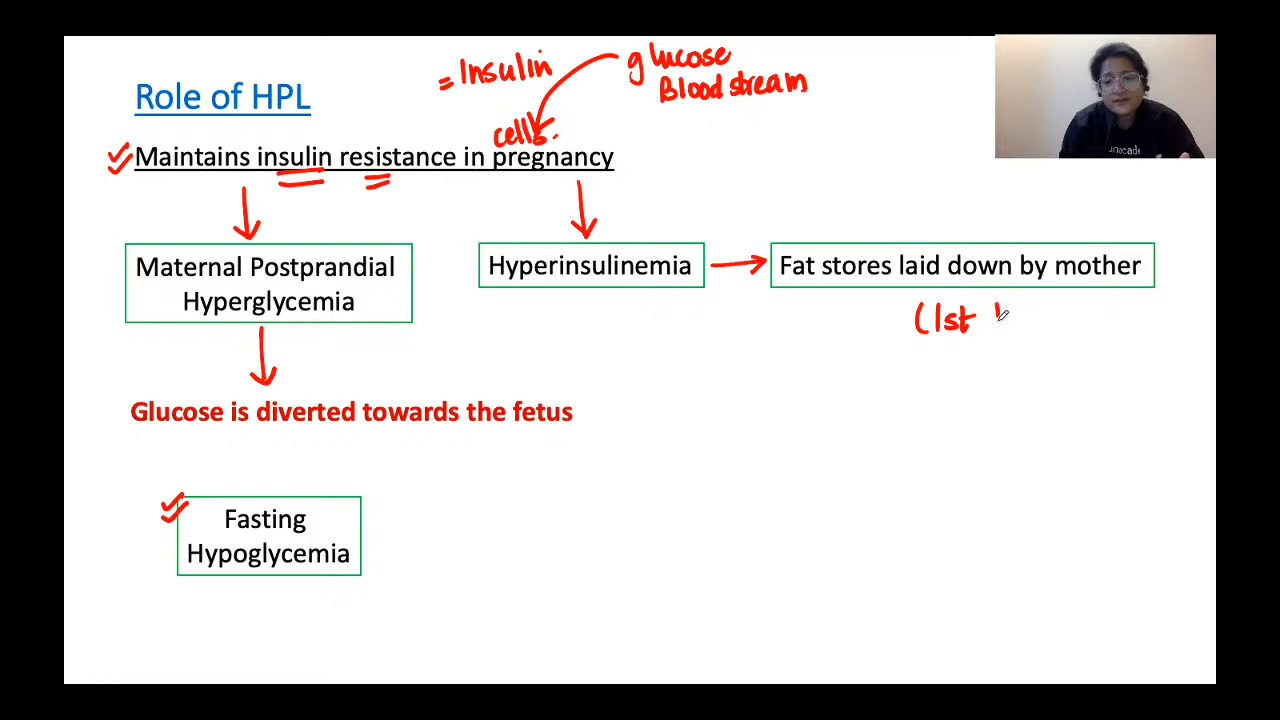 = Insulin
glucose
Blood stream
cells.
Role of HPL
Maintains insulin resistance in pregnancy
Maternal Postprandial
Hyperglycemia
Hyperinsulinemia
Fat stores laid down by mother
(1st
Glucose is diverted towards the fetus
Fasting
Hypoglycemia